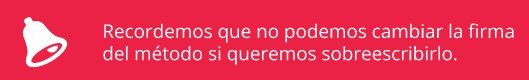 Recordemos que no podemos cambiar la firma
del método si queremos sobreescribirlo.